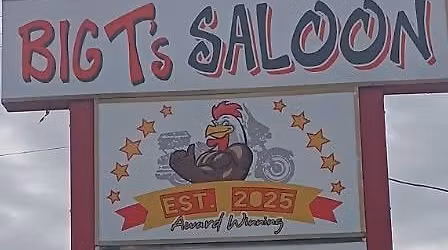 BIG T's SALOON
EST. 2025
Award Winning